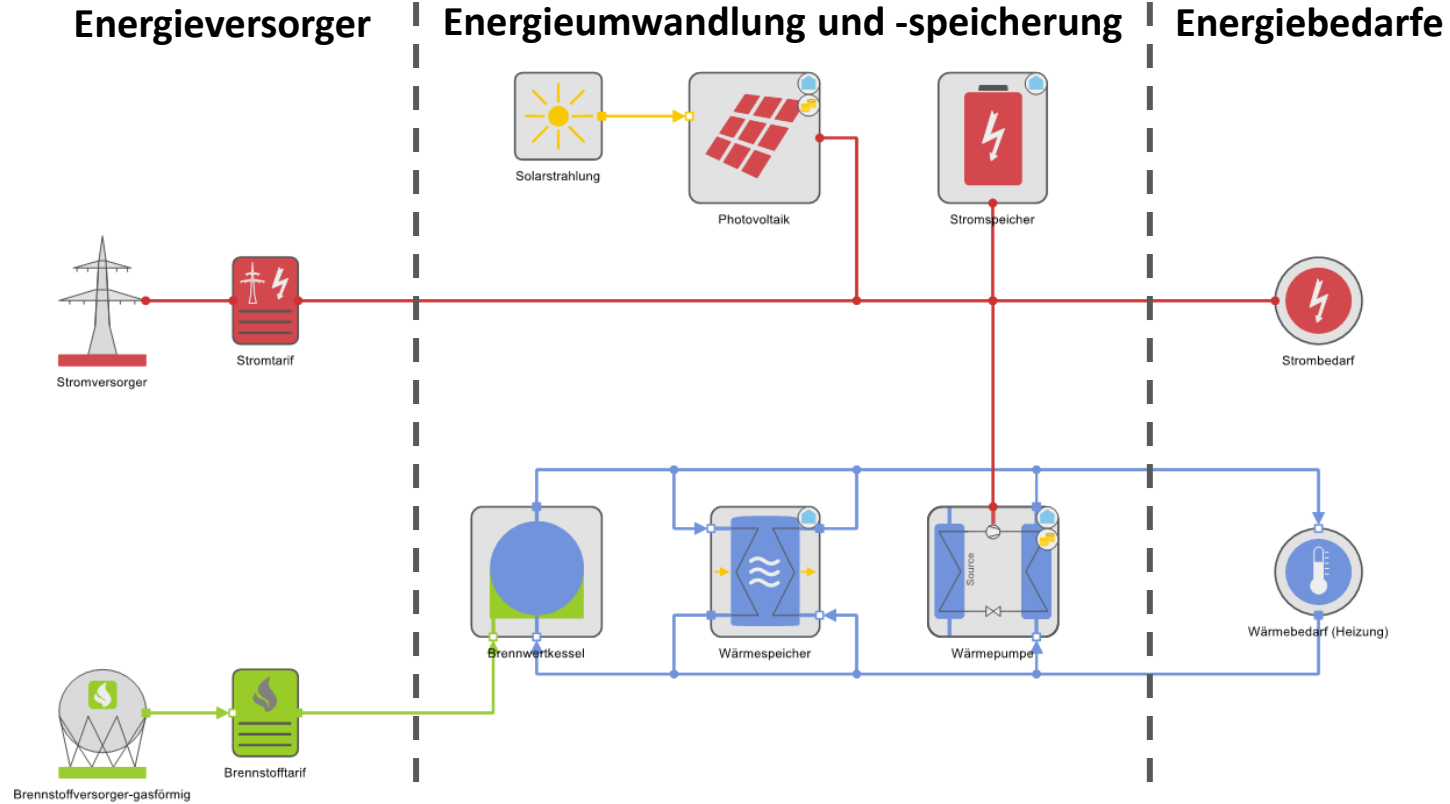 Energieversorger
Energieumwandlung und -speicherung
Energiebedarfe
Solarstrahlung
Photovoltaik
Stromspeicher
Stromversorger
Stromtarif
Strombedarf
Source
Brennwertkessel
Wärmespeicher
Wärmepumpe
Wärmebedarf (Heizung)
Brennstofftarif
Brennstoffversorger-gasförmig